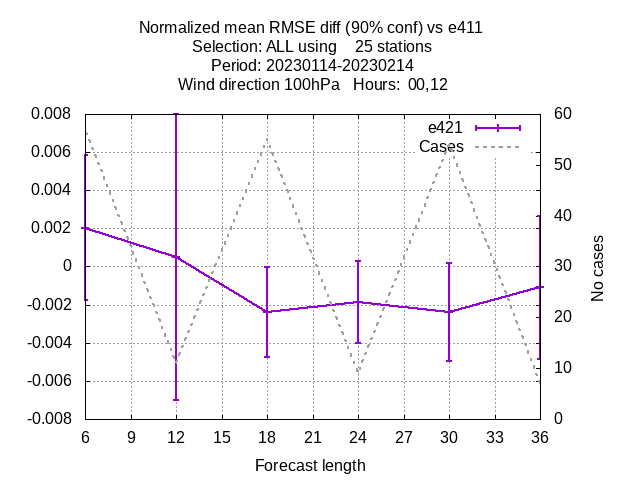 Normalized mean RMSE diff (90% conf) vs e411
Selection: ALL using    25 stations
Period: 20230114-20230214
Wind direction 100hPa   Hours:  00,12
e421
Cases
0.008
0.006
0.004
0.002
0
-0.002
-0.004
-0.006
-0.008
60
50
40
30
20
10
0
No cases
6 9 12 15 18 21 24 27 30 33 36
Forecast length